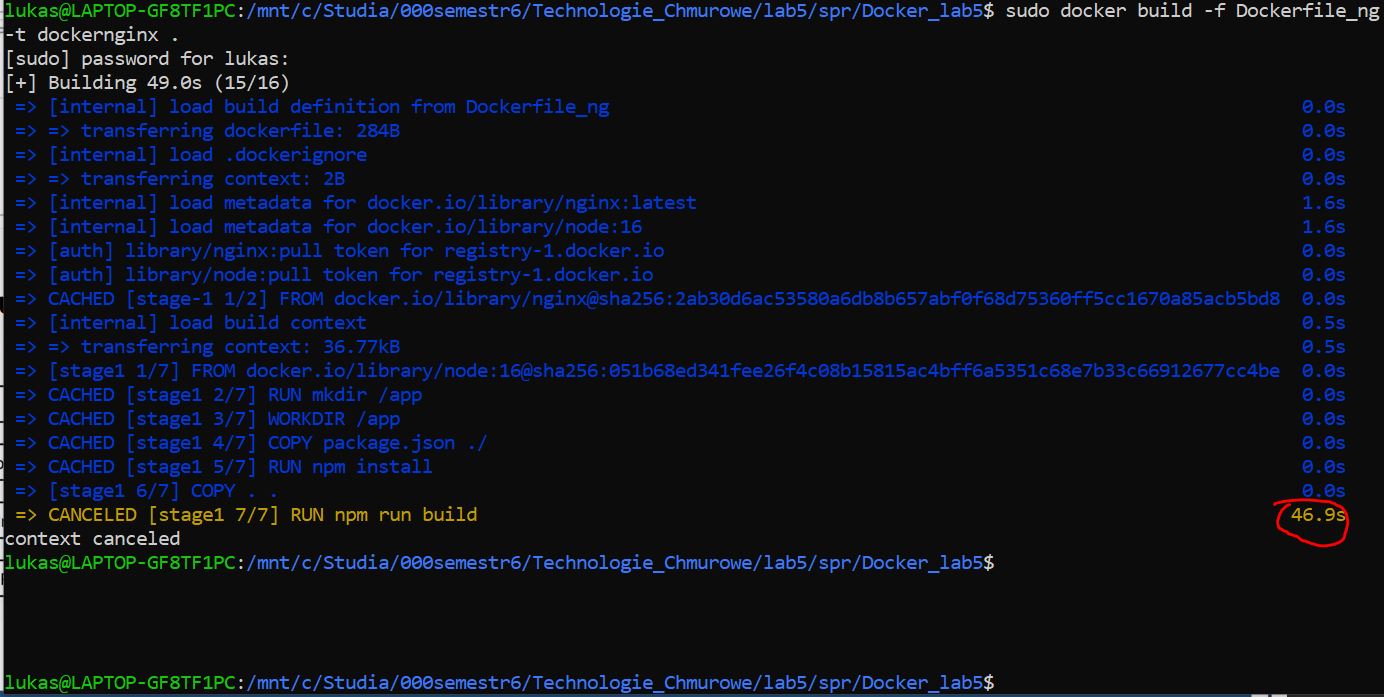 lukas@LAPTOP-GF8TF1PC:/mnt/c/Studia/000semestr6/Technologie_Chmurowe/lab5/spr/Docker_lab5$ sudo docker build -f Dockerfile_ng
-t dockernginx .
[sudo] password for lukas:
[+] Building 49.0s (15/16)
=> [internal] load build definition from Dockerfile_ng 0.0s
=> => transferring dockerfile: 284B 0.0s
=> [internal] load .dockerignore 0.0s
=> => transferring context: 2B 0.0s
=> [internal] load metadata for docker.io/library/nginx:latest 1.6s
=> [internal] load metadata for docker.io/library/node:16 1.6s
=> [auth] library/nginx:pull token for registry-1.docker.io 0.0s
=> [auth] library/node:pull token for registry-1.docker.io 0.0s
=> CACHED [stage-1 1/2] FROM docker.io/library/nginx@sha256:2ab30d6ac53580a6db8b657abf0f68d75360ff5cc1670a85acb5bd8 0.0s
=> [internal] load build context 0.5s
=> => transferring context: 36.77kB 0.5s
=> [stage1 1/7] FROM docker.io/library/node:16@sha256:051b68ed341fee26f4c08b15815ac4bff6a5351c68e7b33c66912677cc4be 0.0s
=> CACHED [stage1 2/7] RUN mkdir /app 0.0s
=> CACHED [stage1 3/7] WORKDIR /app 0.0s
=> CACHED [stage1 4/7] COPY package.json ./ 0.0s
=> CACHED [stage1 5/7] RUN npm install 0.0s
=> [stage1 6/7] COPY . . 0.0s
=> CANCELED [stage1 7/7] RUN npm run build 46.9s
context canceled
lukas@LAPTOP-GF8TF1PC:/mnt/c/Studia/000semestr6/Technologie_Chmurowe/lab5/spr/Docker_lab5$
lukas@LAPTOP-GF8TF1PC:/mnt/c/Studia/000semestr6/Technologie_Chmurowe/lab5/spr/Docker_lab5$